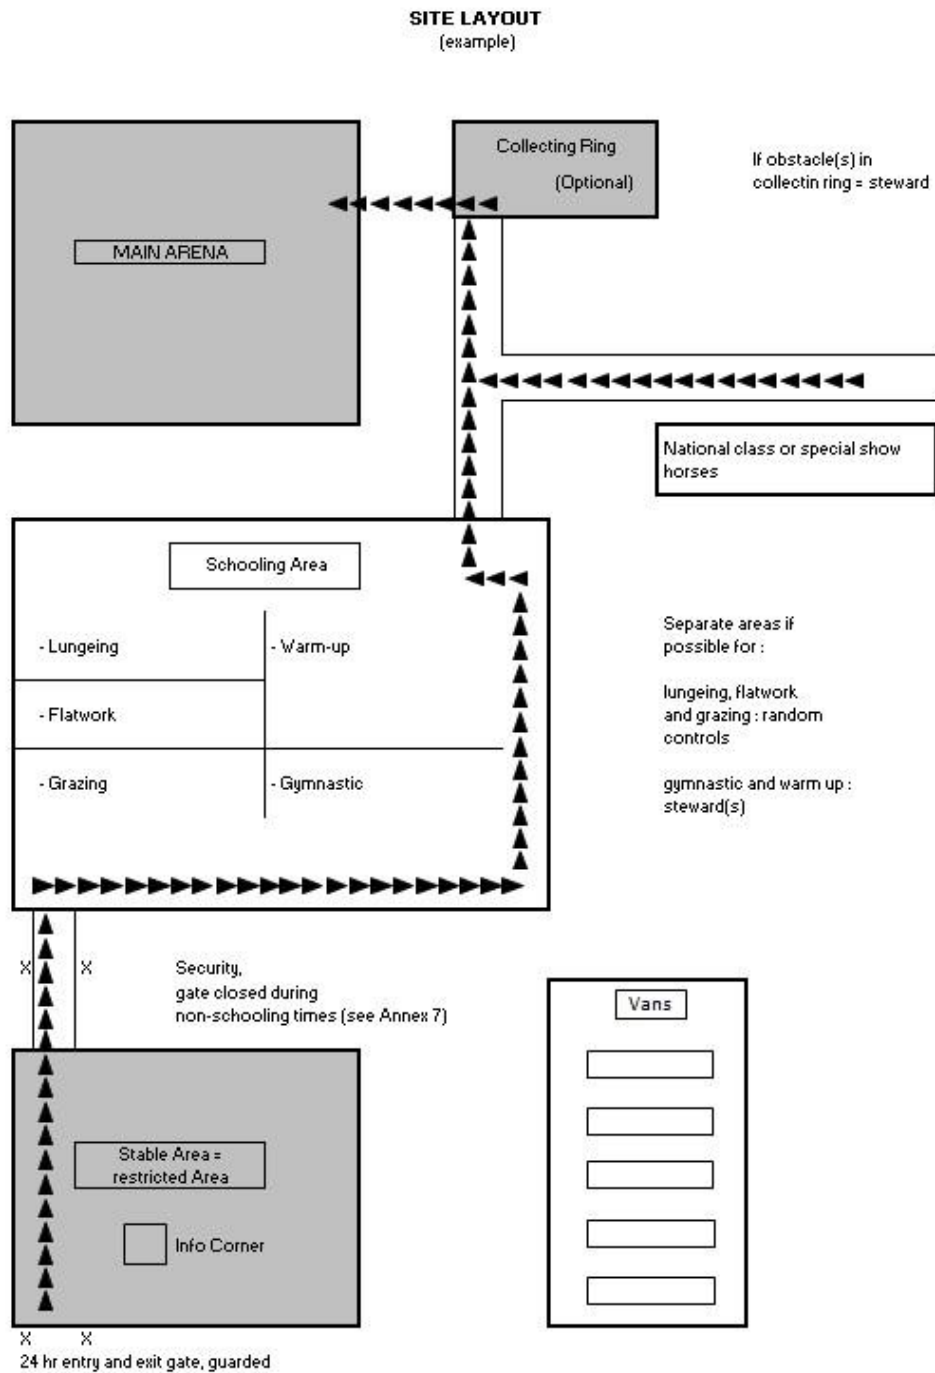 SITE LAYOUT
(example)
Collecting Ring
(Optional)
If obstacle(s) in
collectin ring = steward
MAIN ARENA
National class or special show
horses
Schooling Area
- Lungeing
- Warm-up
- Flatwork
- Grazing
- Gymnastic
Separate areas if
possible for :
lungeing, flatwork
and grazing : random
controls
gymnastic and warm up :
steward(s)
X X
Security,
gate closed during
non-schooling times (see Annex 7)
Vans
Stable Area =
restricted Area
Info Corner
X X
24 hr entry and exit gate, guarded